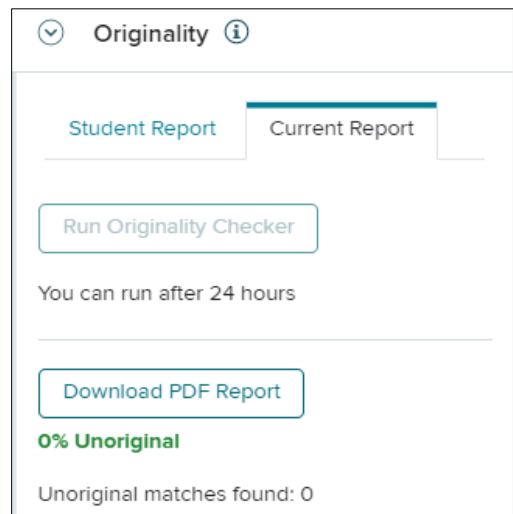 Originality
Student Report
Current Report
Run Originality Checker
You can run after 24 hours
Download PDF Report
0% Unoriginal
Unoriginal matches found: 0